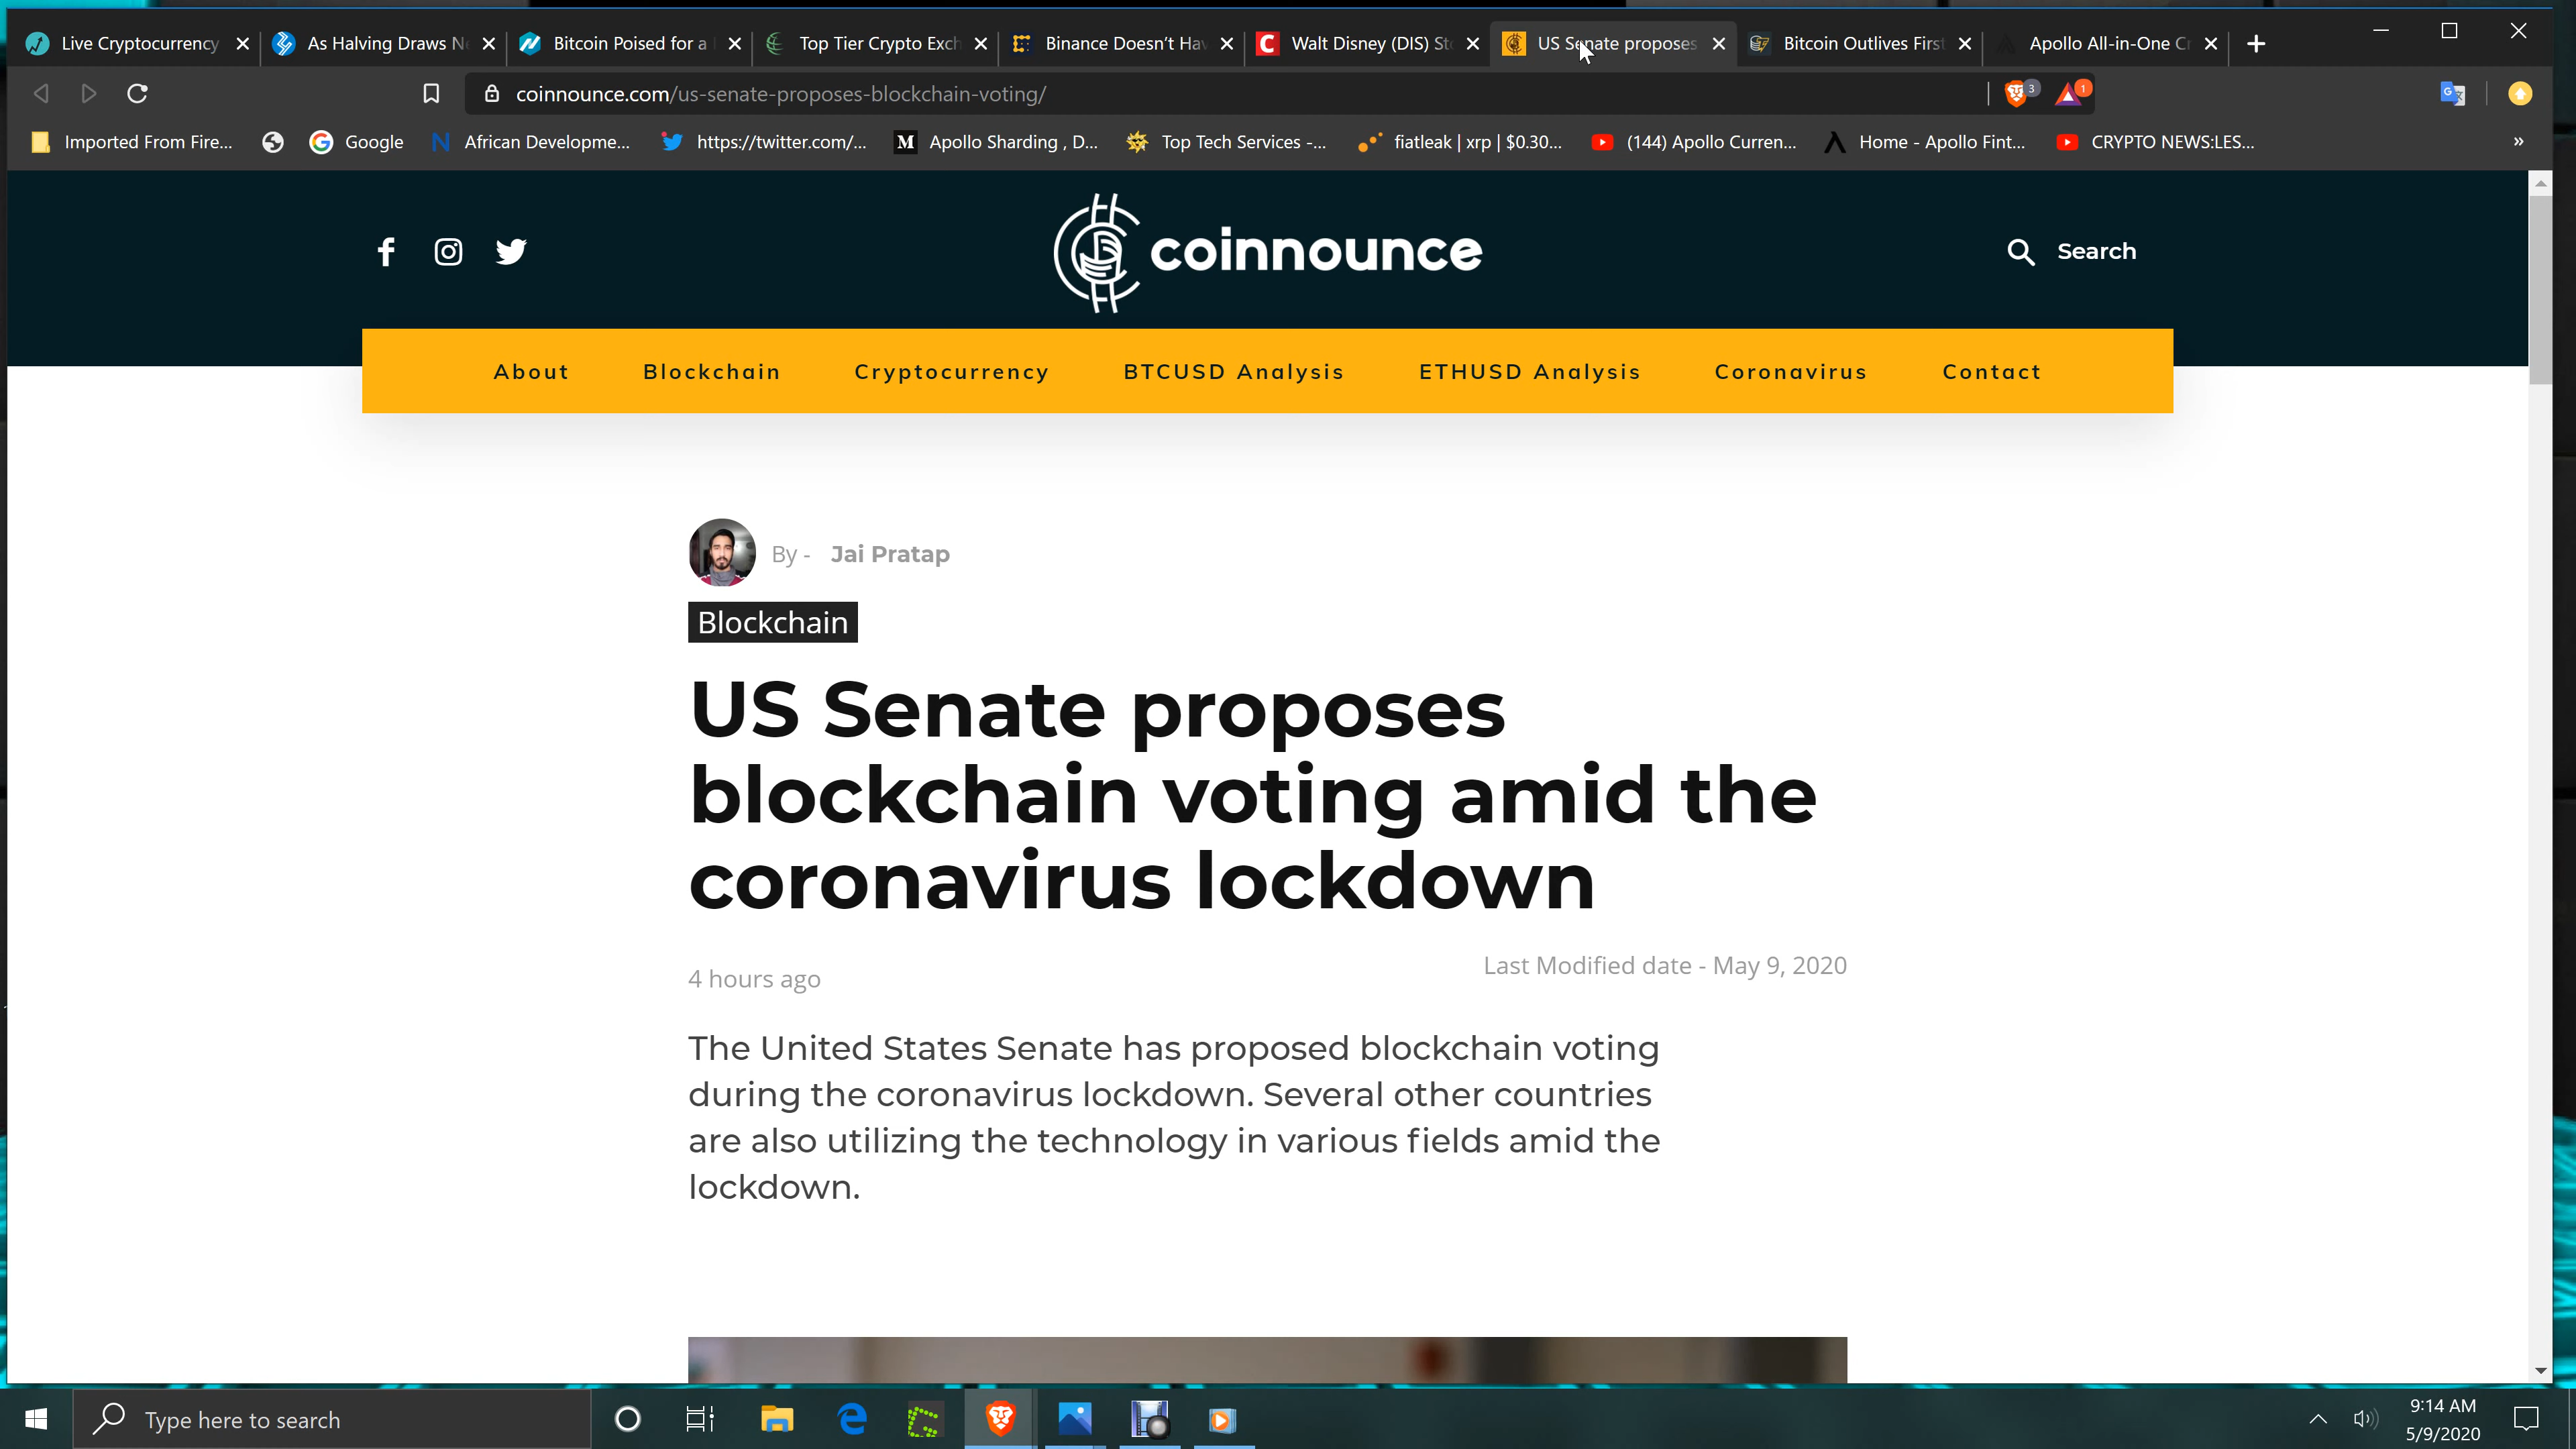 Live Cryptocurrency
As Halving Draws Ne
Bitcoin Poised for a
Top Tier Crypto Exch
Binance Doesn't Hav
Walt Disney (DIS) Sto
US Senate proposes
Bitcoin Outlives First
Apollo All-in-One Cr
coinnounce.com/us-senate-proposes-blockchain-voting/
3
1
Imported From Fire...
Google
African Developme...
https://twitter.com/...
Apollo Sharding , D...
Top Tech Services -...
fiatleak | xrp | $0.30...
(144) Apollo Curren...
Home - Apollo Fint...
CRYPTO NEWS:LES...
»
coinnounce
Search
About
Blockchain
Cryptocurrency
BTCUSD Analysis
ETHUSD Analysis
Coronavirus
Contact
By - Jai Pratap
Blockchain
US Senate proposes
blockchain voting amid the
coronavirus lockdown
4 hours ago
Last Modified date - May 9, 2020
The United States Senate has proposed blockchain voting
during the coronavirus lockdown. Several other countries
are also utilizing the technology in various fields amid the
lockdown.
Type here to search
9:14 AM
5/9/2020